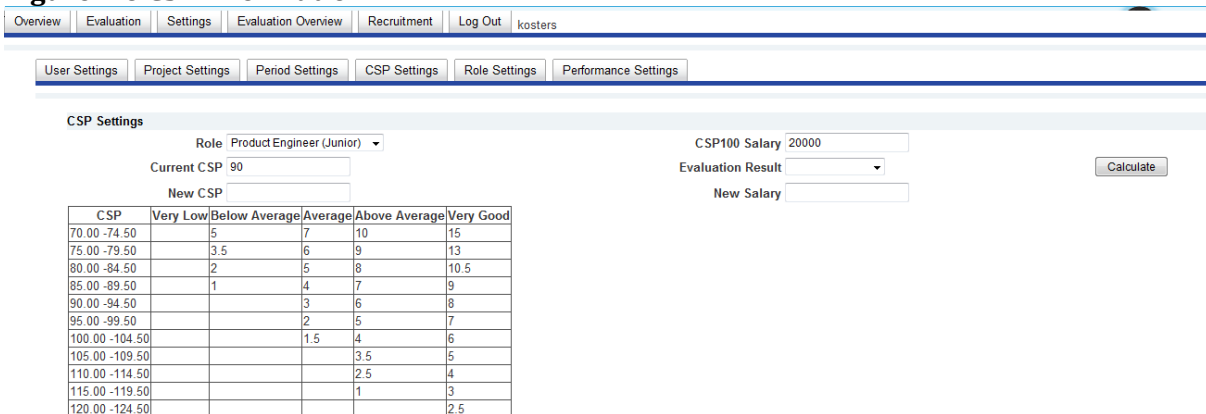 Overview Evaluation Settings Evaluation Overview Recruitment Log Out kosters
User Settings Project Settings Period Settings CSP Settings Role Settings Performance Settings
CSP Settings
Role Product Engineer (Junior) CSP100 Salary 20000
Current CSP 90 Evaluation Result Calculate
New CSP New Salary
CSP Very Low Below Average Average Above Average Very Good
70.00 -74.50 5 7 10 15
75.00 -79.50 3.5 6 9 13
80.00 -84.50 2 5 8 10.5
85.00 -89.50 1 4 7 9
90.00 -94.50 3 6 8
95.00 -99.50 2 5 7
100.00 -104.50 1.5 4 6
105.00 -109.50 3.5 5
110.00 -114.50 2.5 4
115.00 -119.50 1 3
120.00 -124.50 2.5